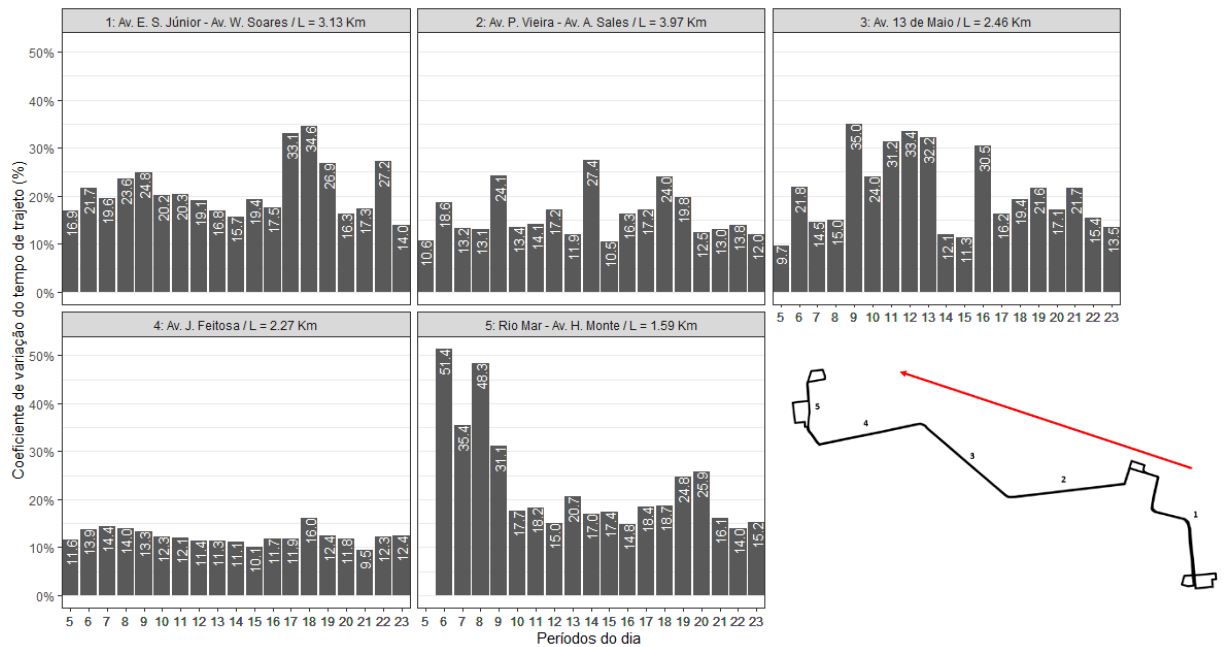 1: Av. E. S. Júnior - Av. W. Soares / L = 3.13 Km
2: Av. P. Vieira - Av. A. Sales / L = 3.97 Km
3: Av. 13 de Maio / L = 2.46 Km
Coeficiente de variação do tempo de trajeto (%)
50%
40%
30%
20%
10%
0%
16.9 21.7 19.6 23.6 24.8 20.2 20.3 19.1 16.8 15.7 19.4 17.5 33.1 34.6 26.9 16.3 17.3 27.2 14.0
10.6 18.6 13.2 13.1 24.1 13.4 14.1 17.2 11.9 27.4 10.5 16.3 17.2 24.0 19.8 12.5 13.0 13.8 12.0
9.7 21.8 14.5 15.0 35.0 24.0 31.2 33.4 32.2 12.1 11.3 30.5 16.2 19.4 21.6 17.1 21.7 15.4 13.5
5 6 7 8 9 10 11 12 13 14 15 16 17 18 19 20 21 22 23
4: Av. J. Feitosa / L = 2.27 Km
5: Rio Mar - Av. H. Monte / L = 1.59 Km
50%
40%
30%
20%
10%
0%
11.6 13.9 14.4 14.0 13.3 12.3 12.1 11.4 11.3 11.1 10.1 11.7 11.9 16.0 12.4 11.8 9.5 12.3 12.4
51.4 35.4 48.3 31.1 17.7 18.2 15.0 20.7 17.0 17.4 14.8 18.4 18.7 24.8 25.9 16.1 14.0 15.2
5 6 7 8 9 10 11 12 13 14 15 16 17 18 19 20 21 22 23
5 6 7 8 9 10 11 12 13 14 15 16 17 18 19 20 21 22 23
Períodos do dia
5
4
3
2
1